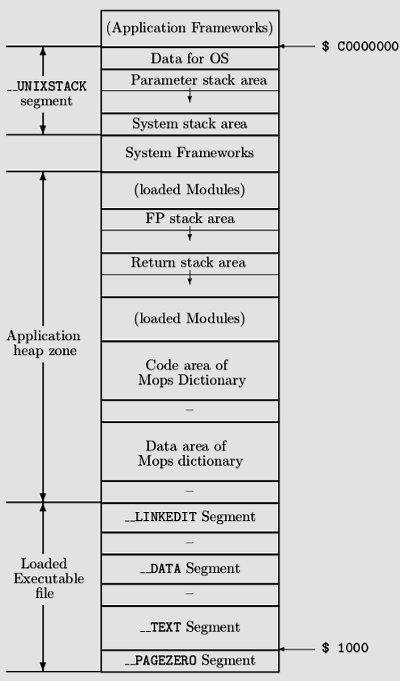 (Application Frameworks)
$ C0000000
Data for OS
Parameter stack area
__UNIXSTACK
segment
System stack area
System Frameworks
(loaded Modules)
FP stack area
Return stack area
(loaded Modules)
Application
heap zone
Code area of
Mops Dictionary
–
Data area of
Mops dictionary
–
__LINKEDIT Segment
–
__DATA Segment
–
Loaded
Executable
file
__TEXT Segment
$ 1000
__PAGEZERO Segment